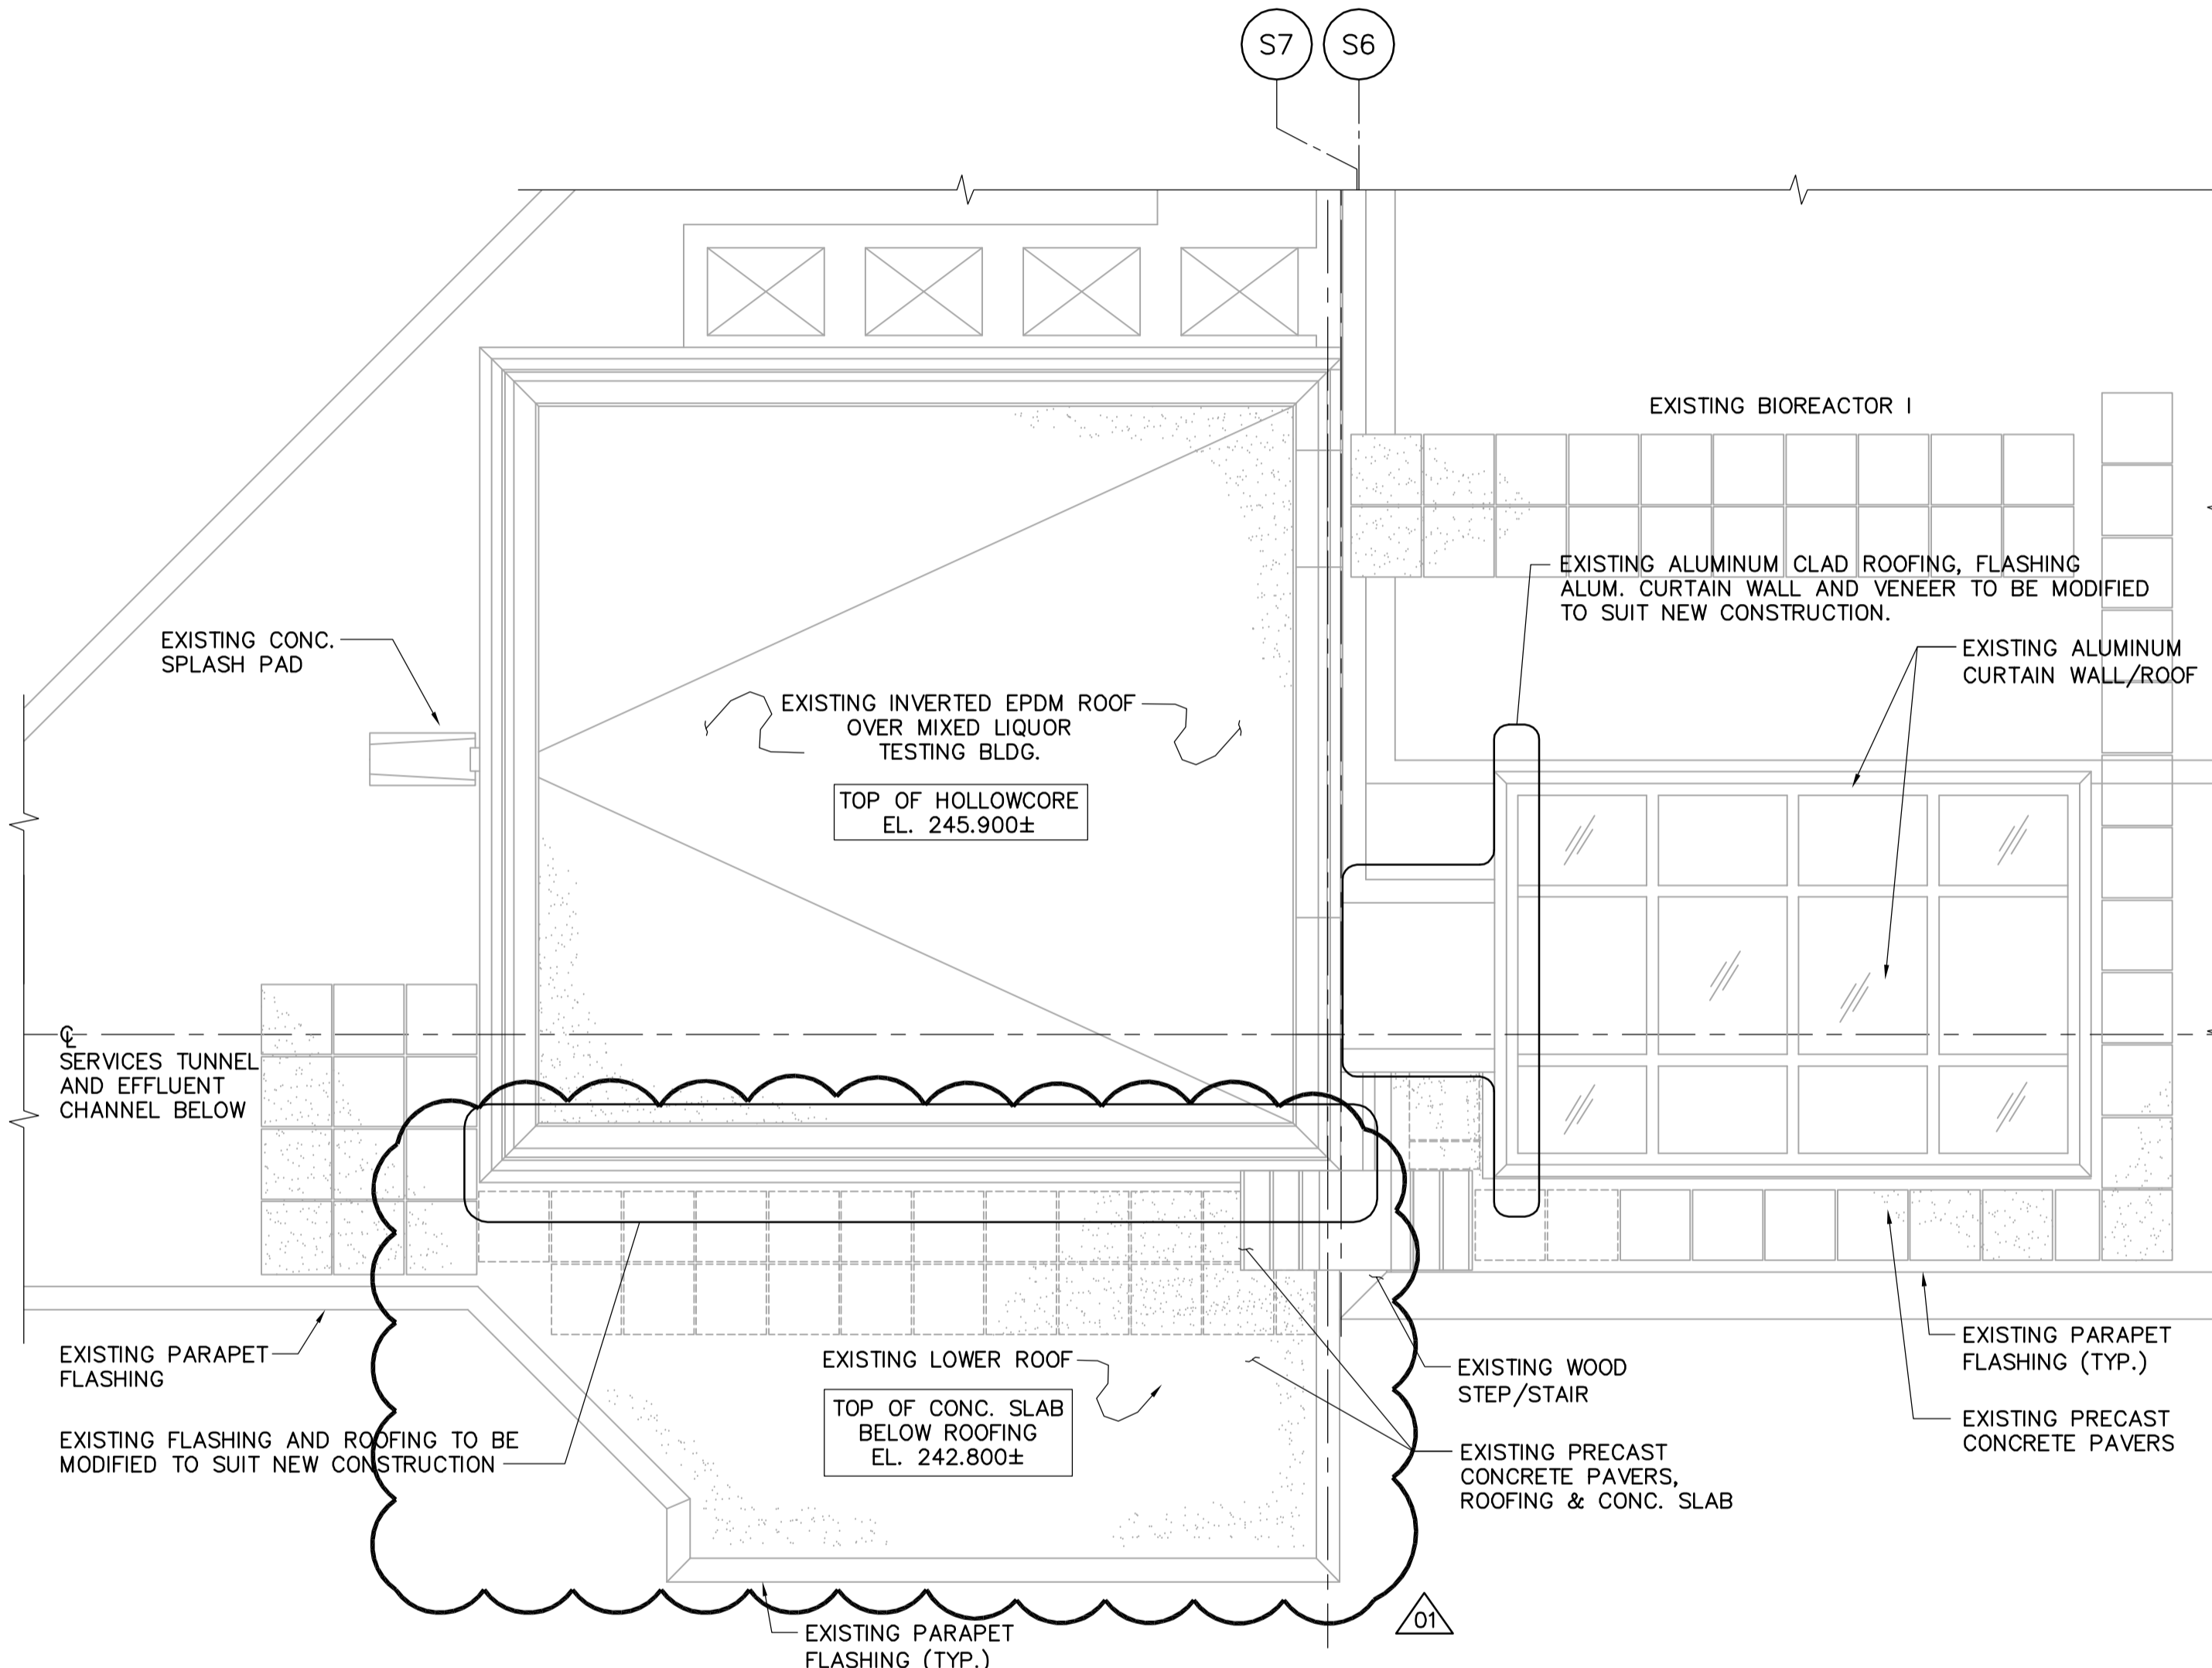 S7
S6
EXISTING BIOREACTOR I
EXISTING ALUMINUM CLAD ROOFING, FLASHING
ALUM. CURTAIN WALL AND VENEER TO BE MODIFIED
TO SUIT NEW CONSTRUCTION.
EXISTING CONC.
SPLASH PAD
EXISTING ALUMINUM
CURTAIN WALL/ROOF
EXISTING INVERTED EPDM ROOF
OVER MIXED LIQUOR
TESTING BLDG.
TOP OF HOLLOWCORE
EL. 245.900±
℄
SERVICES TUNNEL
AND EFFLUENT
CHANNEL BELOW
EXISTING PARAPET
FLASHING
EXISTING LOWER ROOF
TOP OF CONC. SLAB
BELOW ROOFING
EL. 242.800±
EXISTING WOOD
STEP/STAIR
EXISTING PARAPET
FLASHING (TYP.)
EXISTING FLASHING AND ROOFING TO BE
MODIFIED TO SUIT NEW CONSTRUCTION
EXISTING PRECAST
CONCRETE PAVERS,
ROOFING & CONC. SLAB
EXISTING PRECAST
CONCRETE PAVERS
01
EXISTING PARAPET
FLASHING (TYP.)